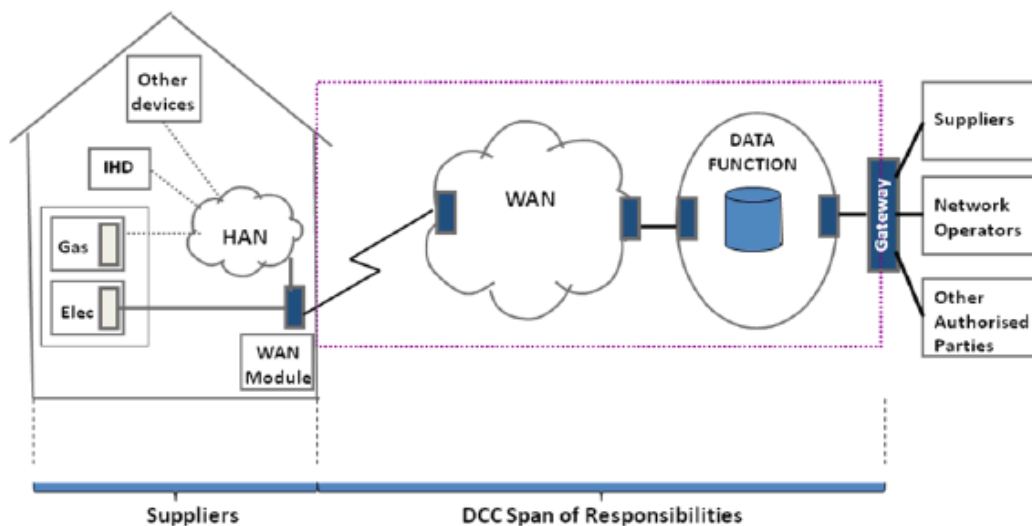 Other
devices
IHD
Gas
Elec
HAN
WAN
Module
WAN
DATA
FUNCTION
Gateway
Suppliers
Network
Operators
Other
Authorised
Parties
Suppliers
DCC Span of Responsibilities